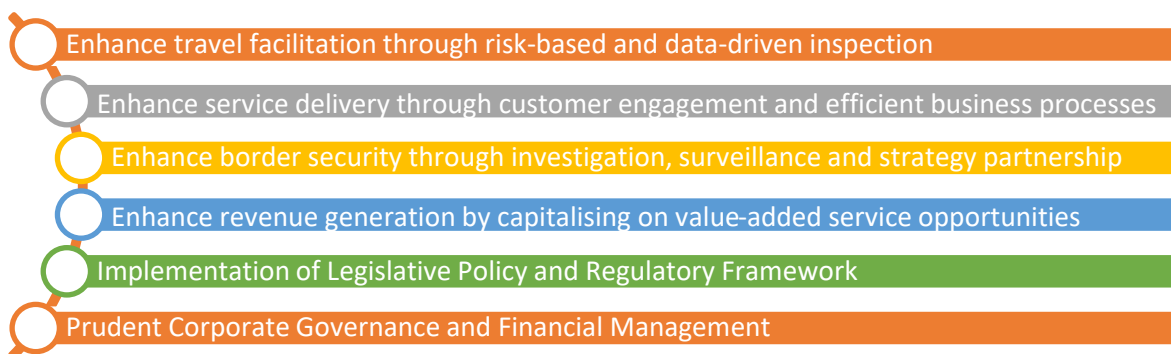 Enhance travel facilitation through risk-based and data-driven inspection
Enhance service delivery through customer engagement and efficient business processes
Enhance border security through investigation, surveillance and strategy partnership
Enhance revenue generation by capitalising on value-added service opportunities
Implementation of Legislative Policy and Regulatory Framework
Prudent Corporate Governance and Financial Management